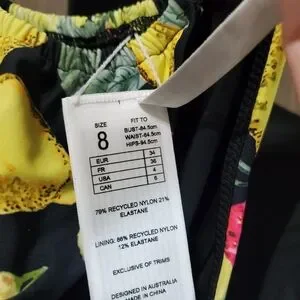 SIZE
8
FIT TO
BUST-84.5cm
WAIST-64.5cm
HIPS-94.5cm
EUR 34
FR 36
USA 4
CAN 6
79% RECYCLED NYLON 21%
ELASTANE
LINING: 88% RECYCLED NYLON
12% ELASTANE
EXCLUSIVE OF TRIMS
DESIGNED IN AUSTRALIA
MADE IN CHINA